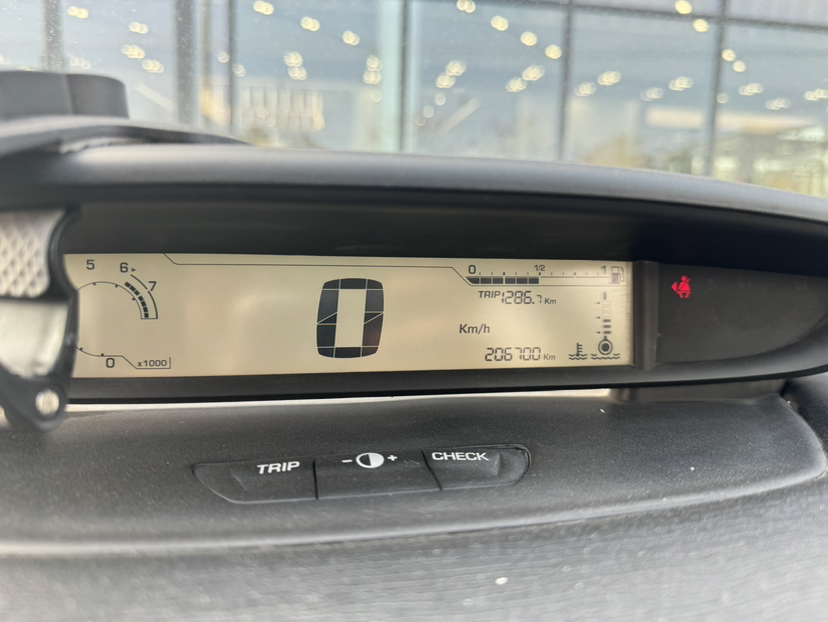 5 6 7
0 x1000
0
0 1/2 1
TRIP 1286.7 Km
Km/h
206700 Km
TRIP - + CHECK